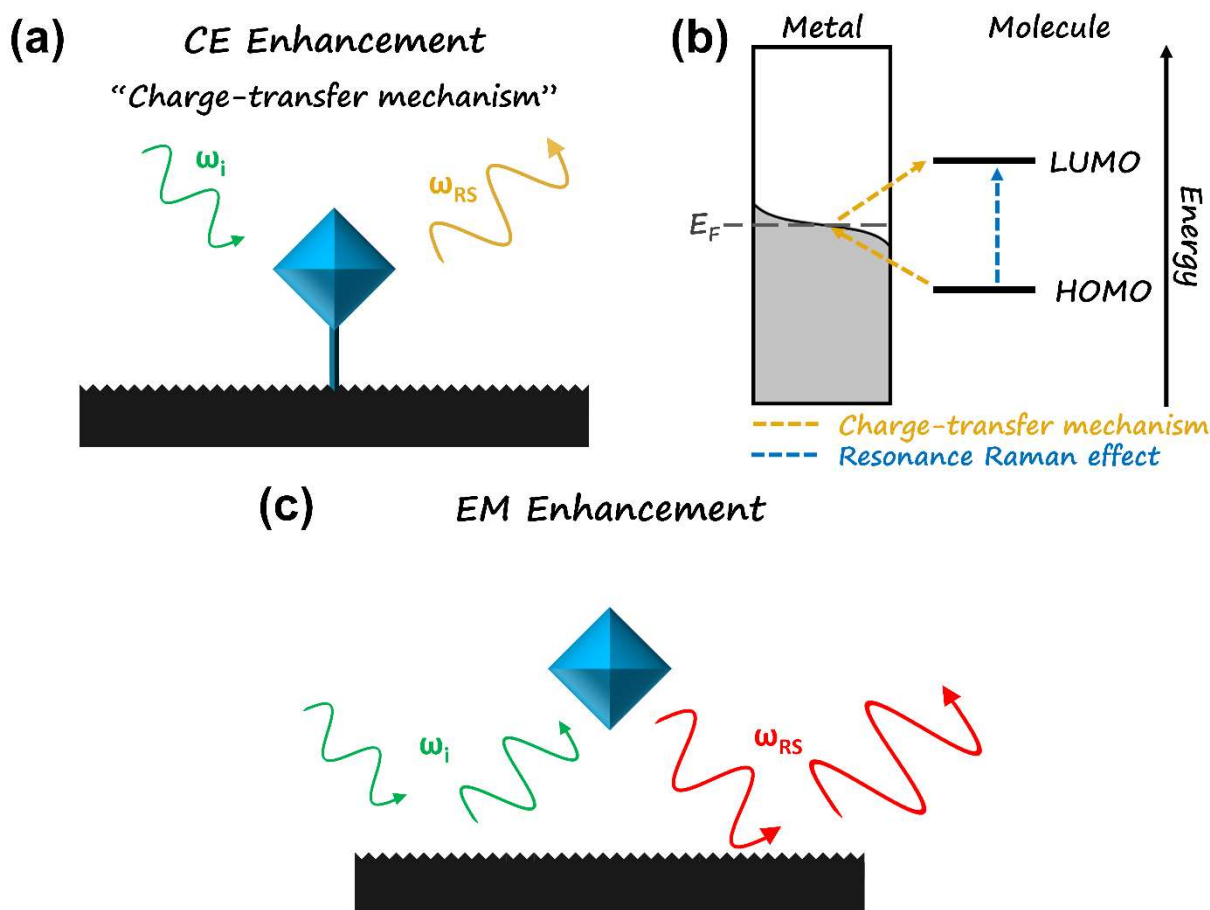 (a)
CE Enhancement
“Charge-transfer mechanism”
ωi
ωRS
(b)
Metal
Molecule
LUMO
EF
HOMO
Energy
Charge-transfer mechanism
Resonance Raman effect
(c)
EM Enhancement
ωi
ωRS